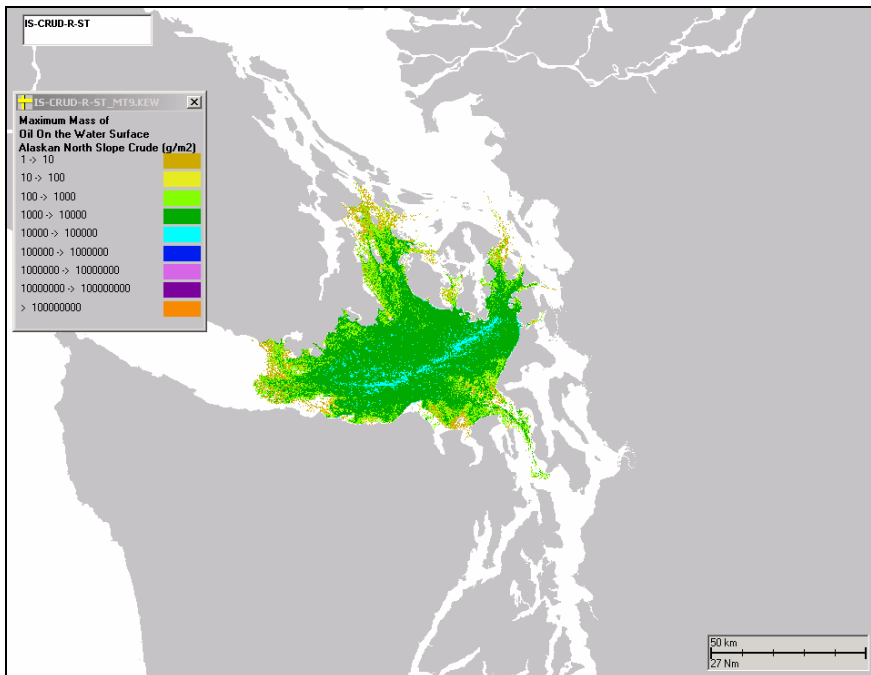 IS-CRUD-R-ST
IS-CRUD-R-ST_MT9.KEW
Maximum Mass of
Oil On the Water Surface
Alaskan North Slope Crude (g/m2)
1 -> 10
10 -> 100
100 -> 1000
1000 -> 10000
10000 -> 100000
100000 -> 1000000
1000000 -> 10000000
10000000 -> 100000000
> 100000000
50 km
27 Nm